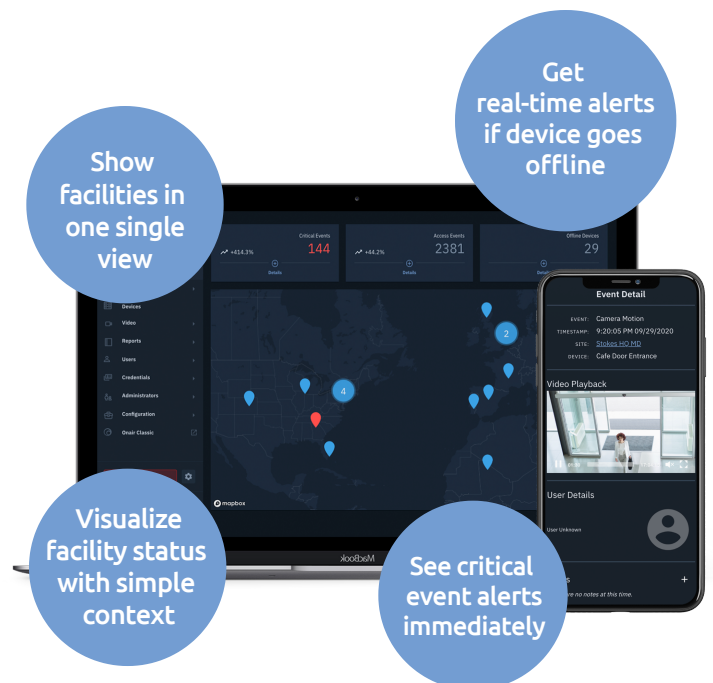 Get
real-time alerts
if device goes
offline
Show
facilities in
one single
view
Critical Events
+414.3%
144
Details
Access Events
+44.2%
2381
Details
Offline Devices
29
Devices
Video
Reports
Users
Credentials
Administrators
Configuration
Onair Classic
2
4
mapbox
MacBook
Event Detail
EVENT: Camera Motion
TIMESTAMP: 9:20:05 PM 09/29/2020
SITE: Stokes HQ MD
DEVICE: Cafe Door Entrance
Video Playback
User Details
User Unknown
+
no notes at this time.
Visualize
facility status
with simple
context
See critical
event alerts
immediately